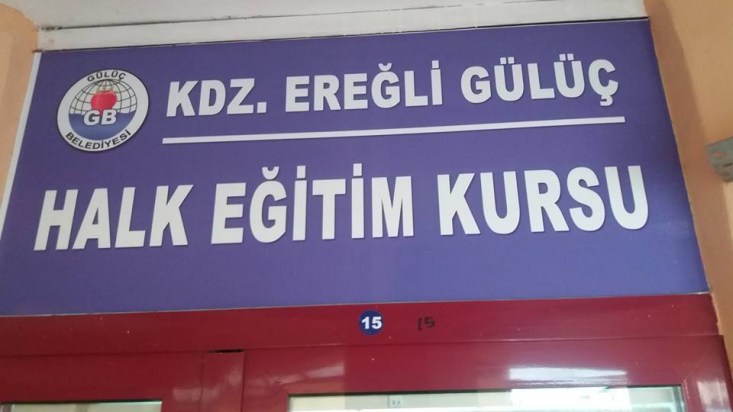 GÜLÜÇ
GB
BELEDİYESİ
KDZ. EREĞLİ GÜLÜÇ
HALK EĞİTİM KURSU
15
15